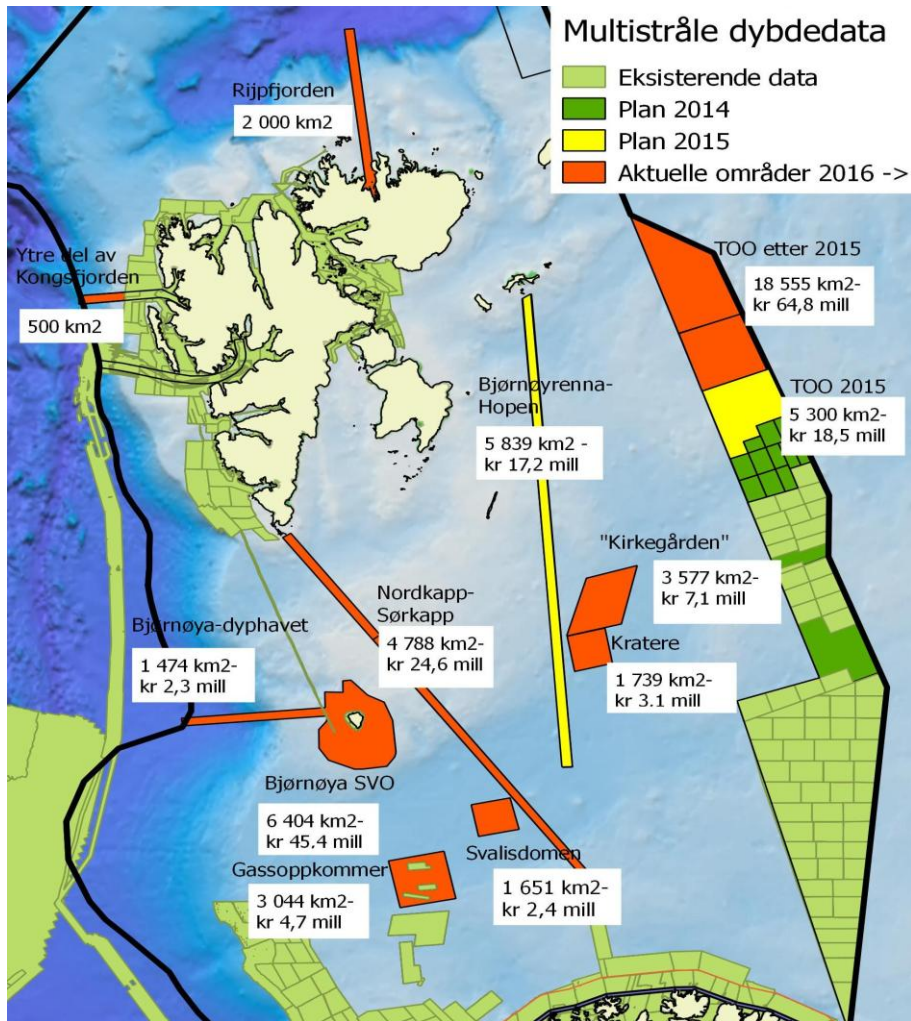 Multistråle dybdedata
Eksisterende data
Plan 2014
Plan 2015
Aktuelle områder 2016 ->
Rijpfjorden
2 000 km2
Ytre del av
Kongsfjorden
500 km2
TOO etter 2015
18 555 km2-
kr 64,8 mill
TOO 2015
5 300 km2-
kr 18,5 mill
Bjørnøyrenna-
Hopen
5 839 km2 -
kr 17,2 mill
"Kirkegården"
3 577 km2-
kr 7,1 mill
Kratere
1 739 km2-
kr 3.1 mill
Nordkapp-
Sørkapp
4 788 km2-
kr 24,6 mill
Bjørnøya-dyphavet
1 474 km2-
kr 2,3 mill
Bjørnøya SVO
6 404 km2-
kr 45,4 mill
Gassoppkommer
3 044 km2-
kr 4,7 mill
Svalisdomen
1 651 km2-
kr 2,4 mill